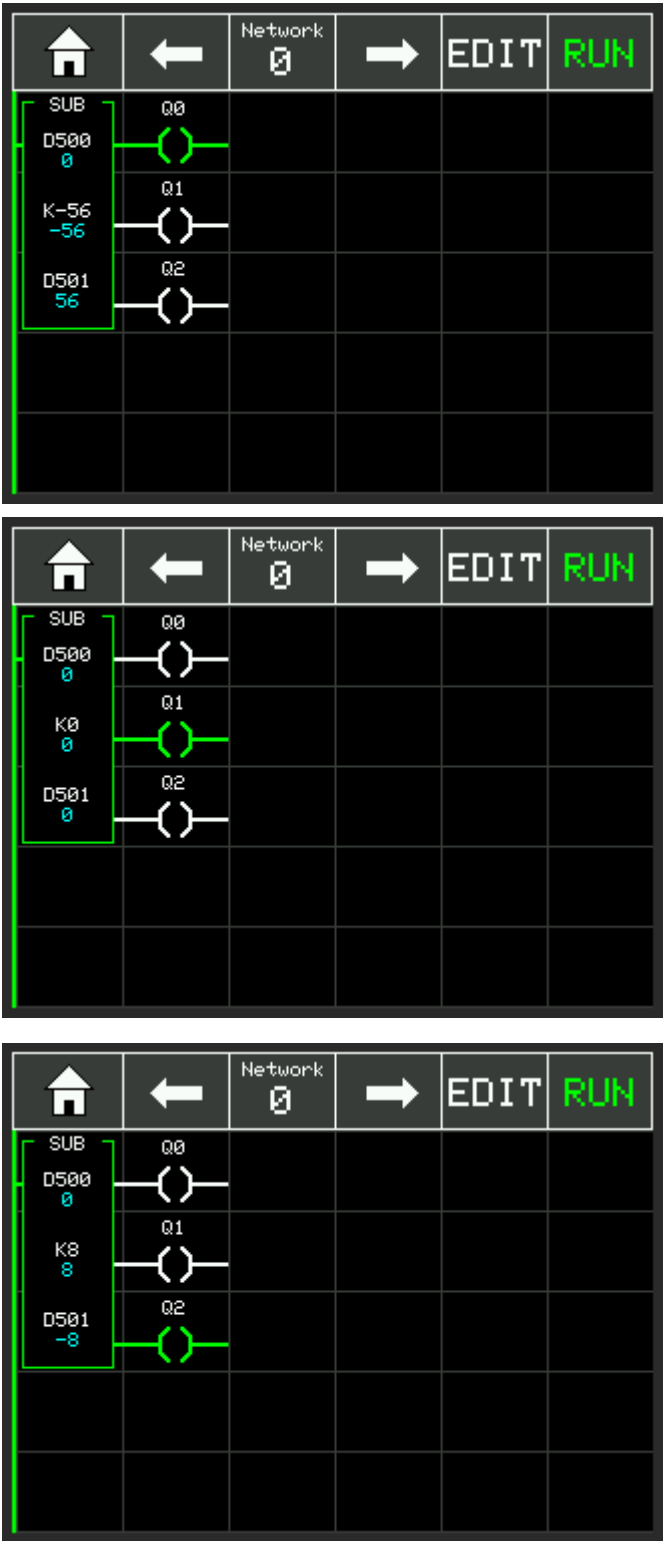 Network
0 EDIT RUN
SUB Q0
D500
0
Q1
K-56
-56
Q2
D501
56
Network
0 EDIT RUN
SUB Q0
D500
0
Q1
K0
0
Q2
D501
0
Network
0 EDIT RUN
SUB Q0
D500
0
Q1
K8
8
Q2
D501
-8